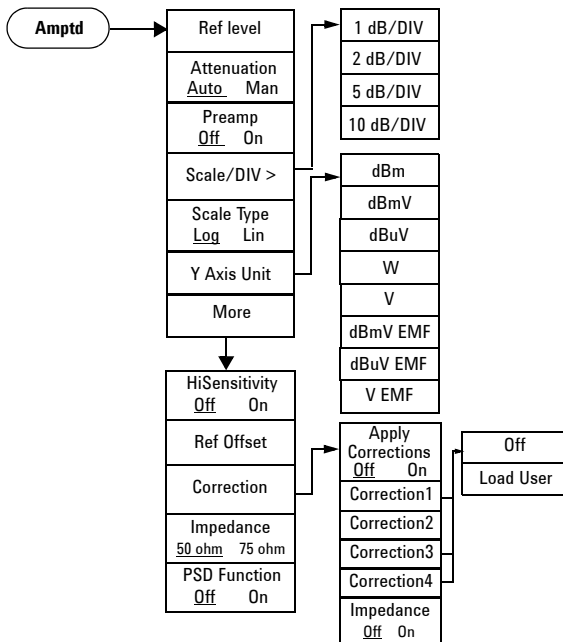 Amptd
Ref level
Attenuation
Auto Man
Preamp
Off On
Scale/DIV >
Scale Type
Log Lin
Y Axis Unit
More
1 dB/DIV
2 dB/DIV
5 dB/DIV
10 dB/DIV
dBm
dBmV
dBuV
W
V
dBmV EMF
dBuV EMF
V EMF
HiSensitivity
Off On
Ref Offset
Correction
Impedance
50 ohm 75 ohm
PSD Function
Off On
Apply
Corrections
Off On
Correction1
Correction2
Correction3
Correction4
Impedance
Off On
Off
Load User